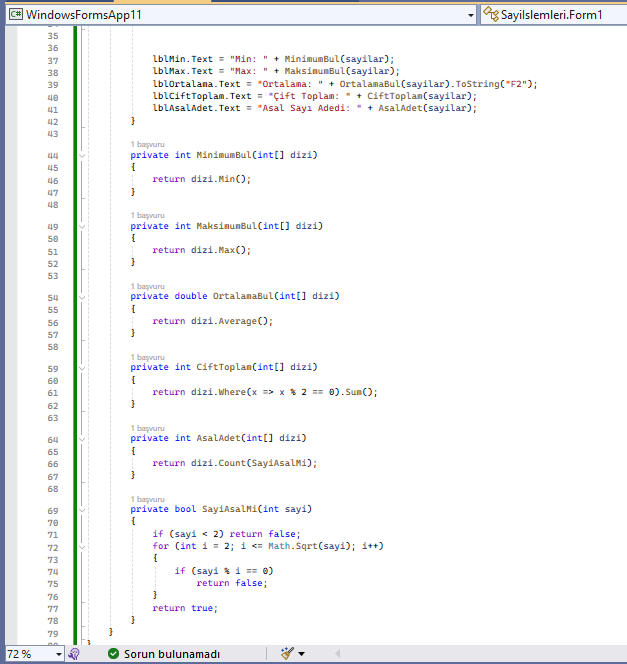 C# WindowsFormsApp11 SayiIslemleri.Form1
36
37 lblMin.Text = "Min: " + MinimumBul(sayilar);
38 lblMax.Text = "Max: " + MaksimumBul(sayilar);
39 lblOrtalama.Text = "Ortalama: " + OrtalamaBul(sayilar).ToString("F2");
40 lblCiftToplam.Text = "Çift Toplam: " + CiftToplam(sayilar);
41 lblAsalAdet.Text = "Asal Sayı Adedi: " + AsalAdet(sayilar);
42 }
43
1 başvuru
44 private int MinimumBul(int[] dizi)
45 {
46 return dizi.Min();
47 }
48
1 başvuru
49 private int MaksimumBul(int[] dizi)
50 {
51 return dizi.Max();
52 }
53
1 başvuru
54 private double OrtalamaBul(int[] dizi)
55 {
56 return dizi.Average();
57 }
58
1 başvuru
59 private int CiftToplam(int[] dizi)
60 {
61 return dizi.Where(x => x % 2 == 0).Sum();
62 }
63
1 başvuru
64 private int AsalAdet(int[] dizi)
65 {
66 return dizi.Count(SayiAsalMi);
67 }
68
1 başvuru
69 private bool SayiAsalMi(int sayi)
70 {
71 if (sayi < 2) return false;
72 for (int i = 2; i <= Math.Sqrt(sayi); i++)
73 {
74 if (sayi % i == 0)
75 return false;
76 }
77 return true;
78 }
79 }
72 % Sorun bulunamadı